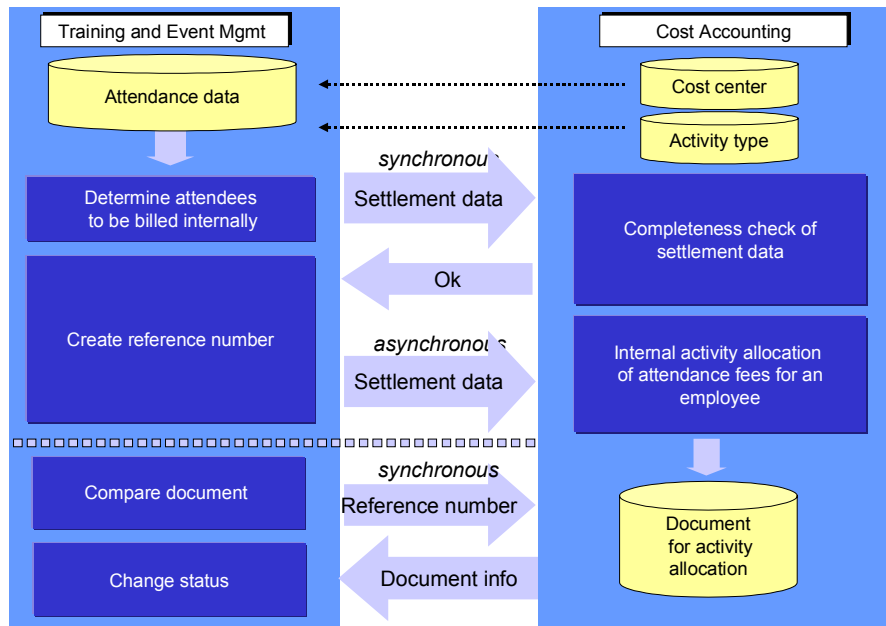 Training and Event Mgmt
Cost Accounting
Attendance data
Cost center
Activity type
Determine attendees
to be billed internally
synchronous
Settlement data
Completeness check of
settlement data
Ok
Create reference number
asynchronous
Settlement data
Internal activity allocation
of attendance fees for an
employee
Compare document
synchronous
Reference number
Document
for activity
allocation
Change status
Document info